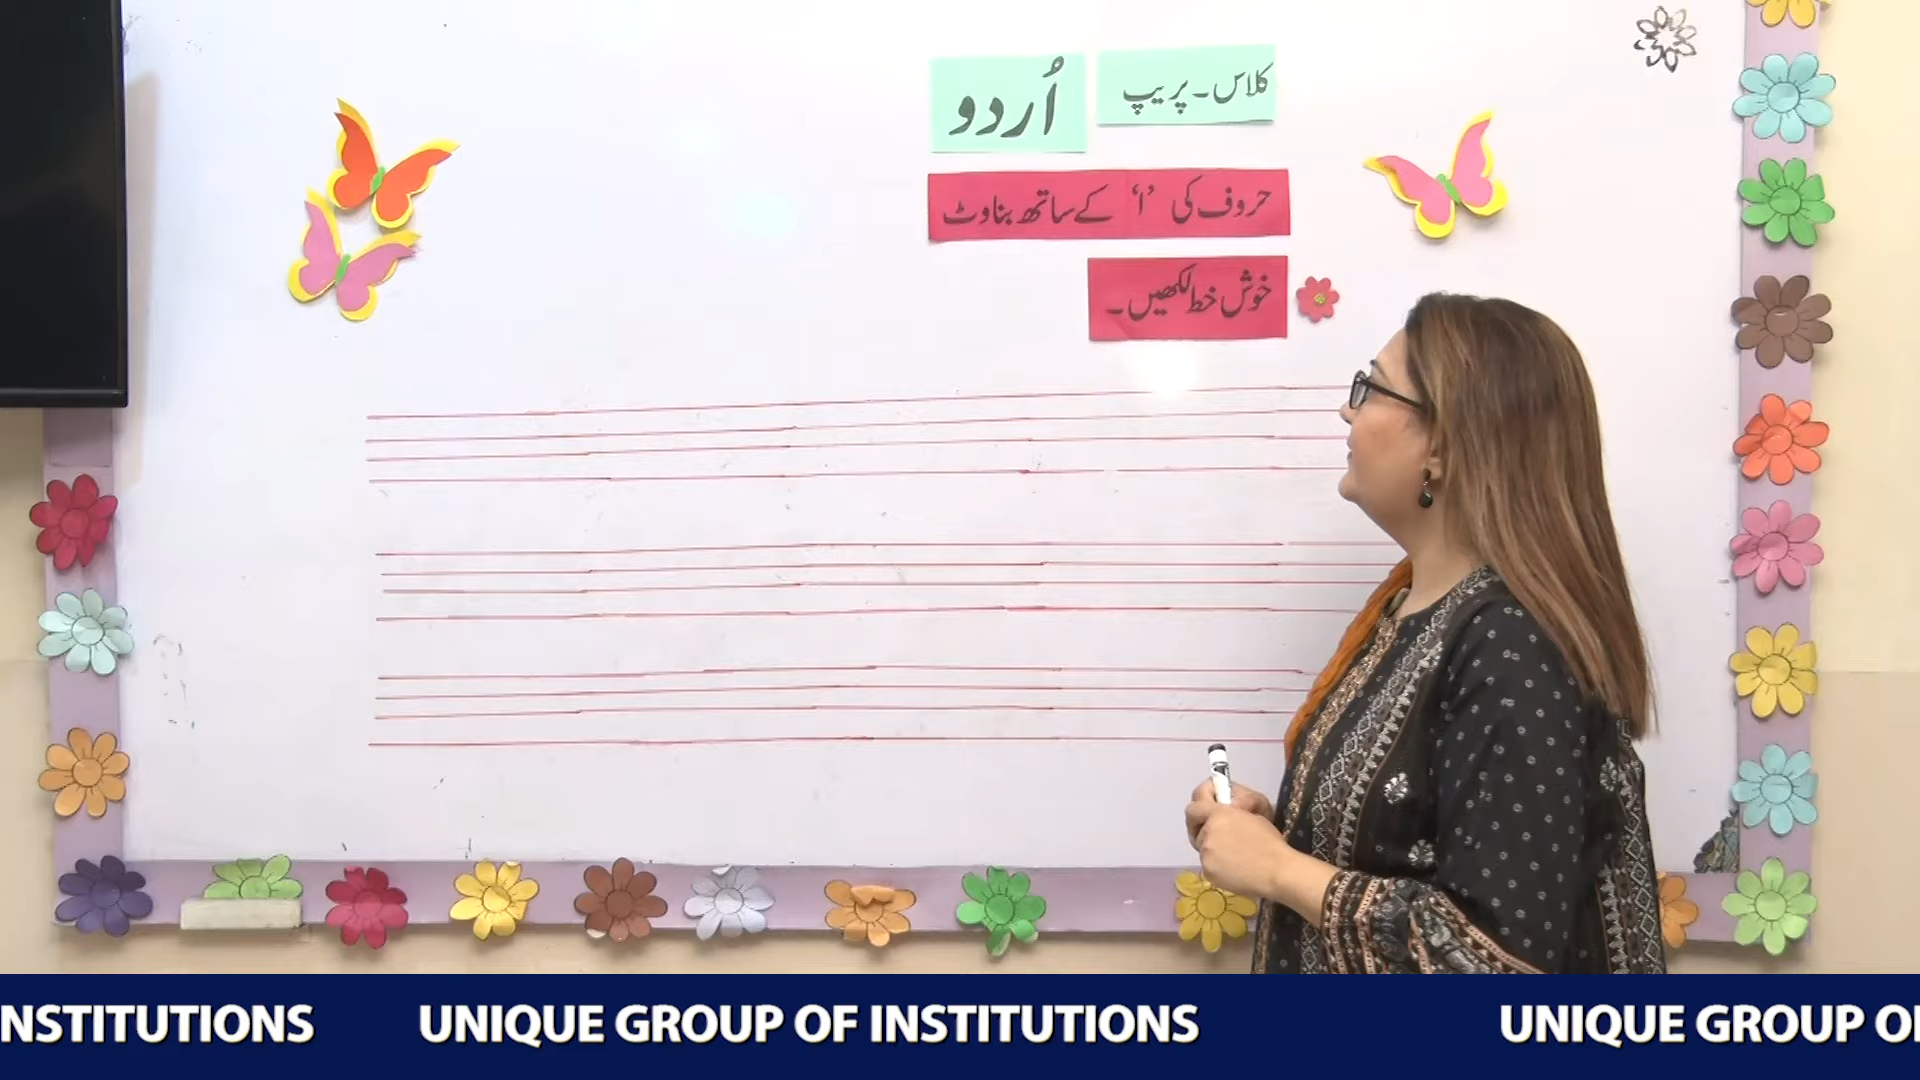 کلاس۔ پریپ
اُردو
حروف کی 'ا' کے ساتھ بناوٹ
خوش خط لکھیں۔
NSTITUTIONS UNIQUE GROUP OF INSTITUTIONS UNIQUE GROUP O